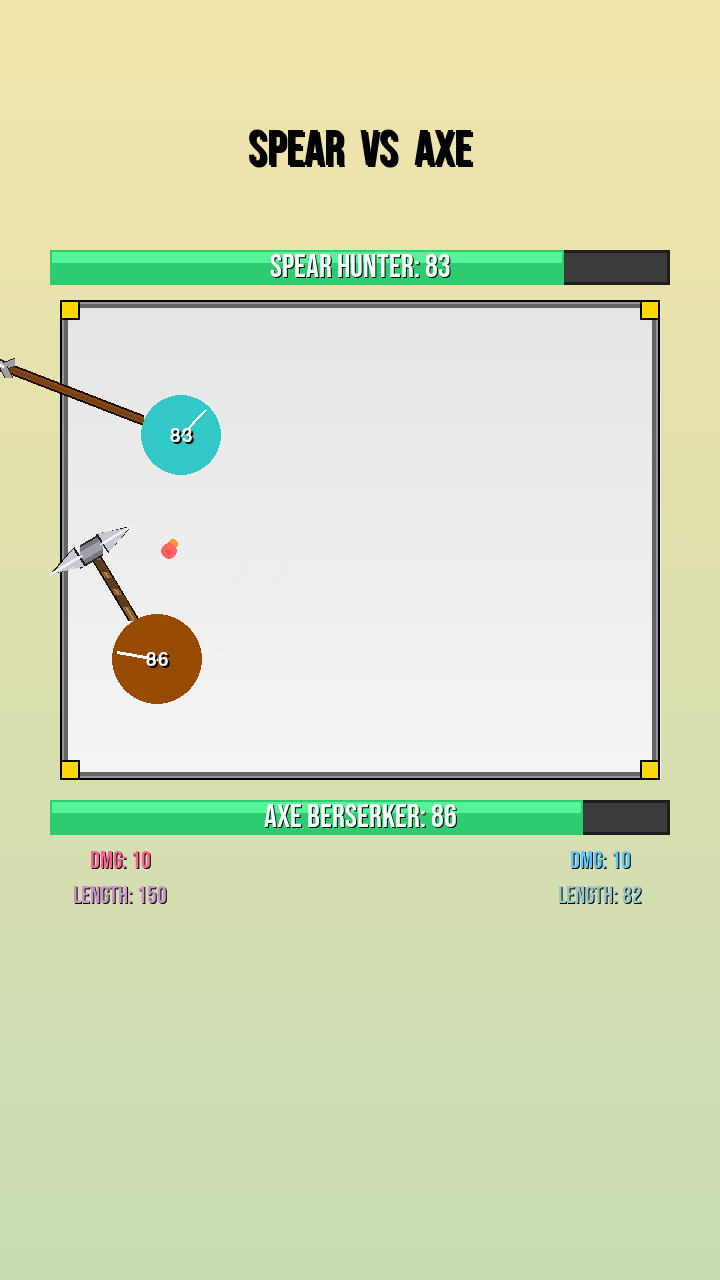 SPEAR VS AXE
SPEAR HUNTER: 83
83
86
AXE BERSERKER: 86
DMG: 10
DMG: 10
LENGTH: 150
LENGTH: 82